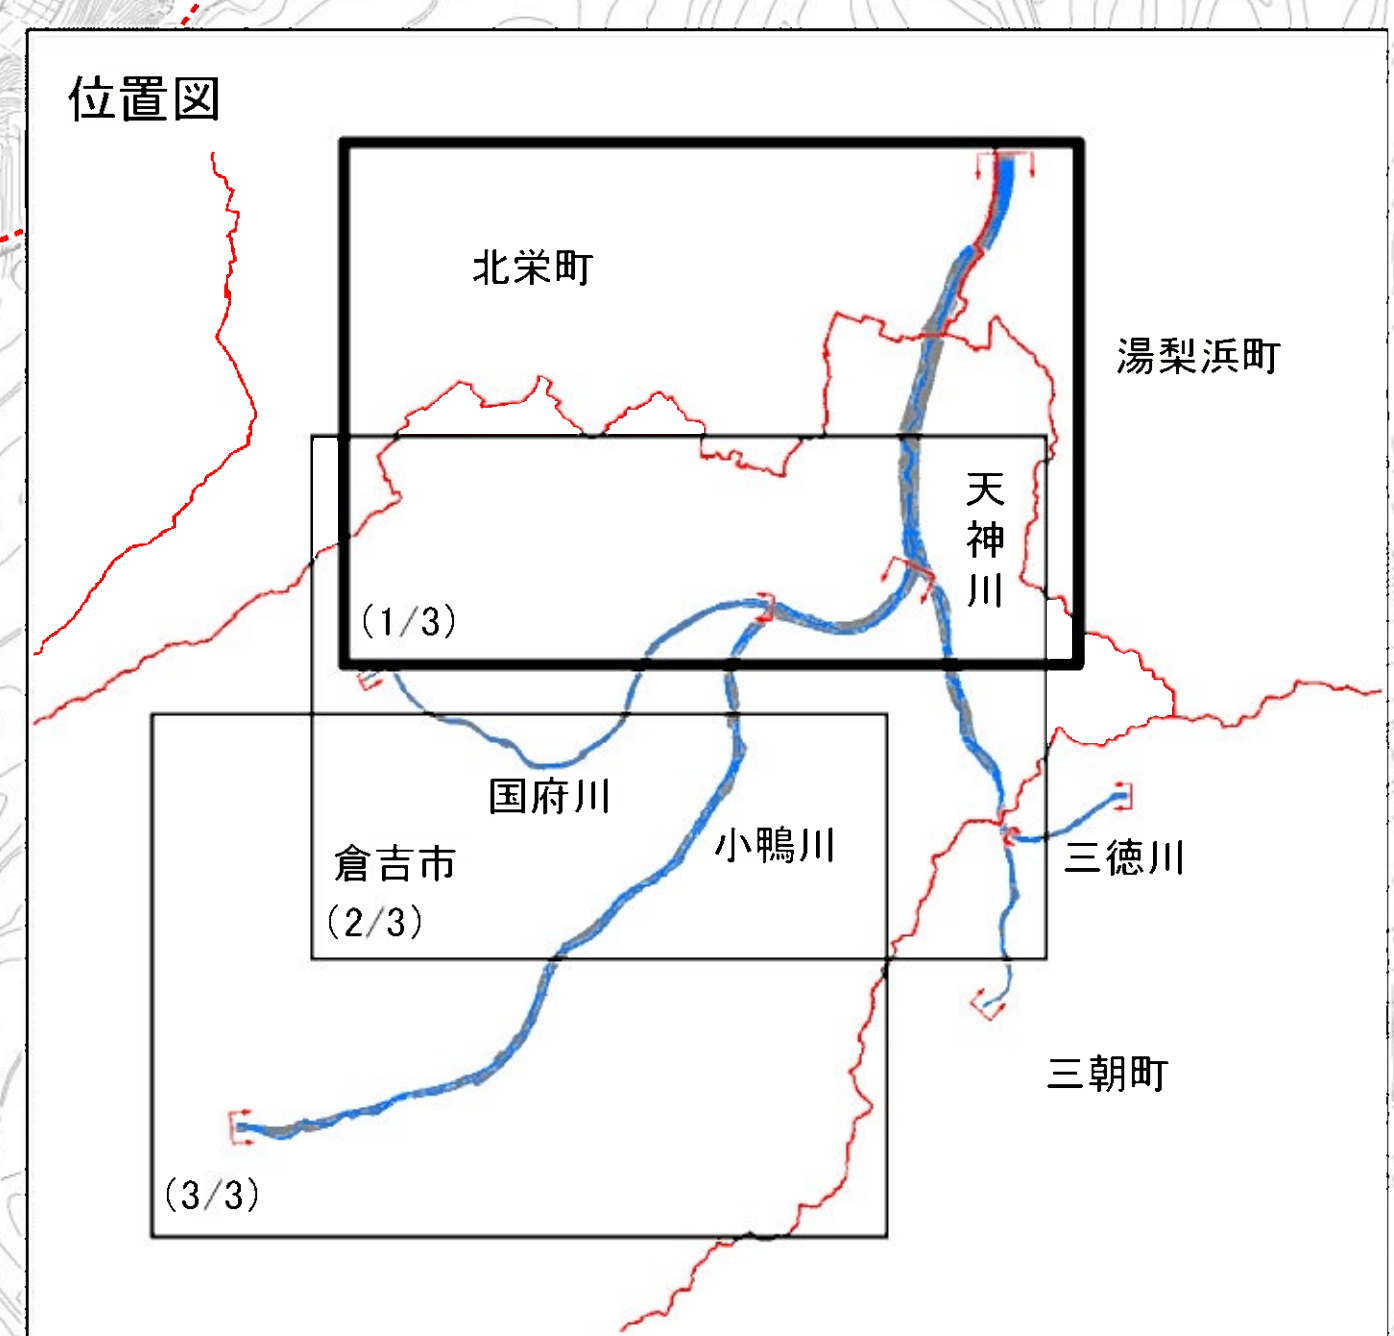 位置図
北栄町
湯梨浜町
天神川
(1/3)
国府川
小鴨川
倉吉市
三徳川
(2/3)
三朝町
(3/3)